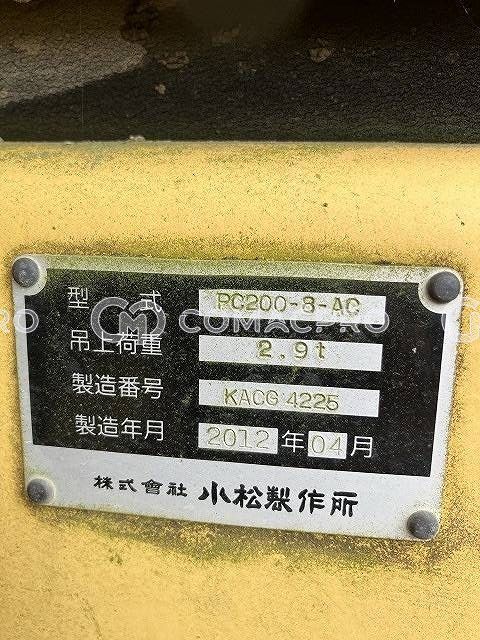 型式 PC200-8-AC
吊上荷重 2.9t
製造番号 KACG 4225
製造年月 2012年04月
株式會社 小松製作所
COMACPRO